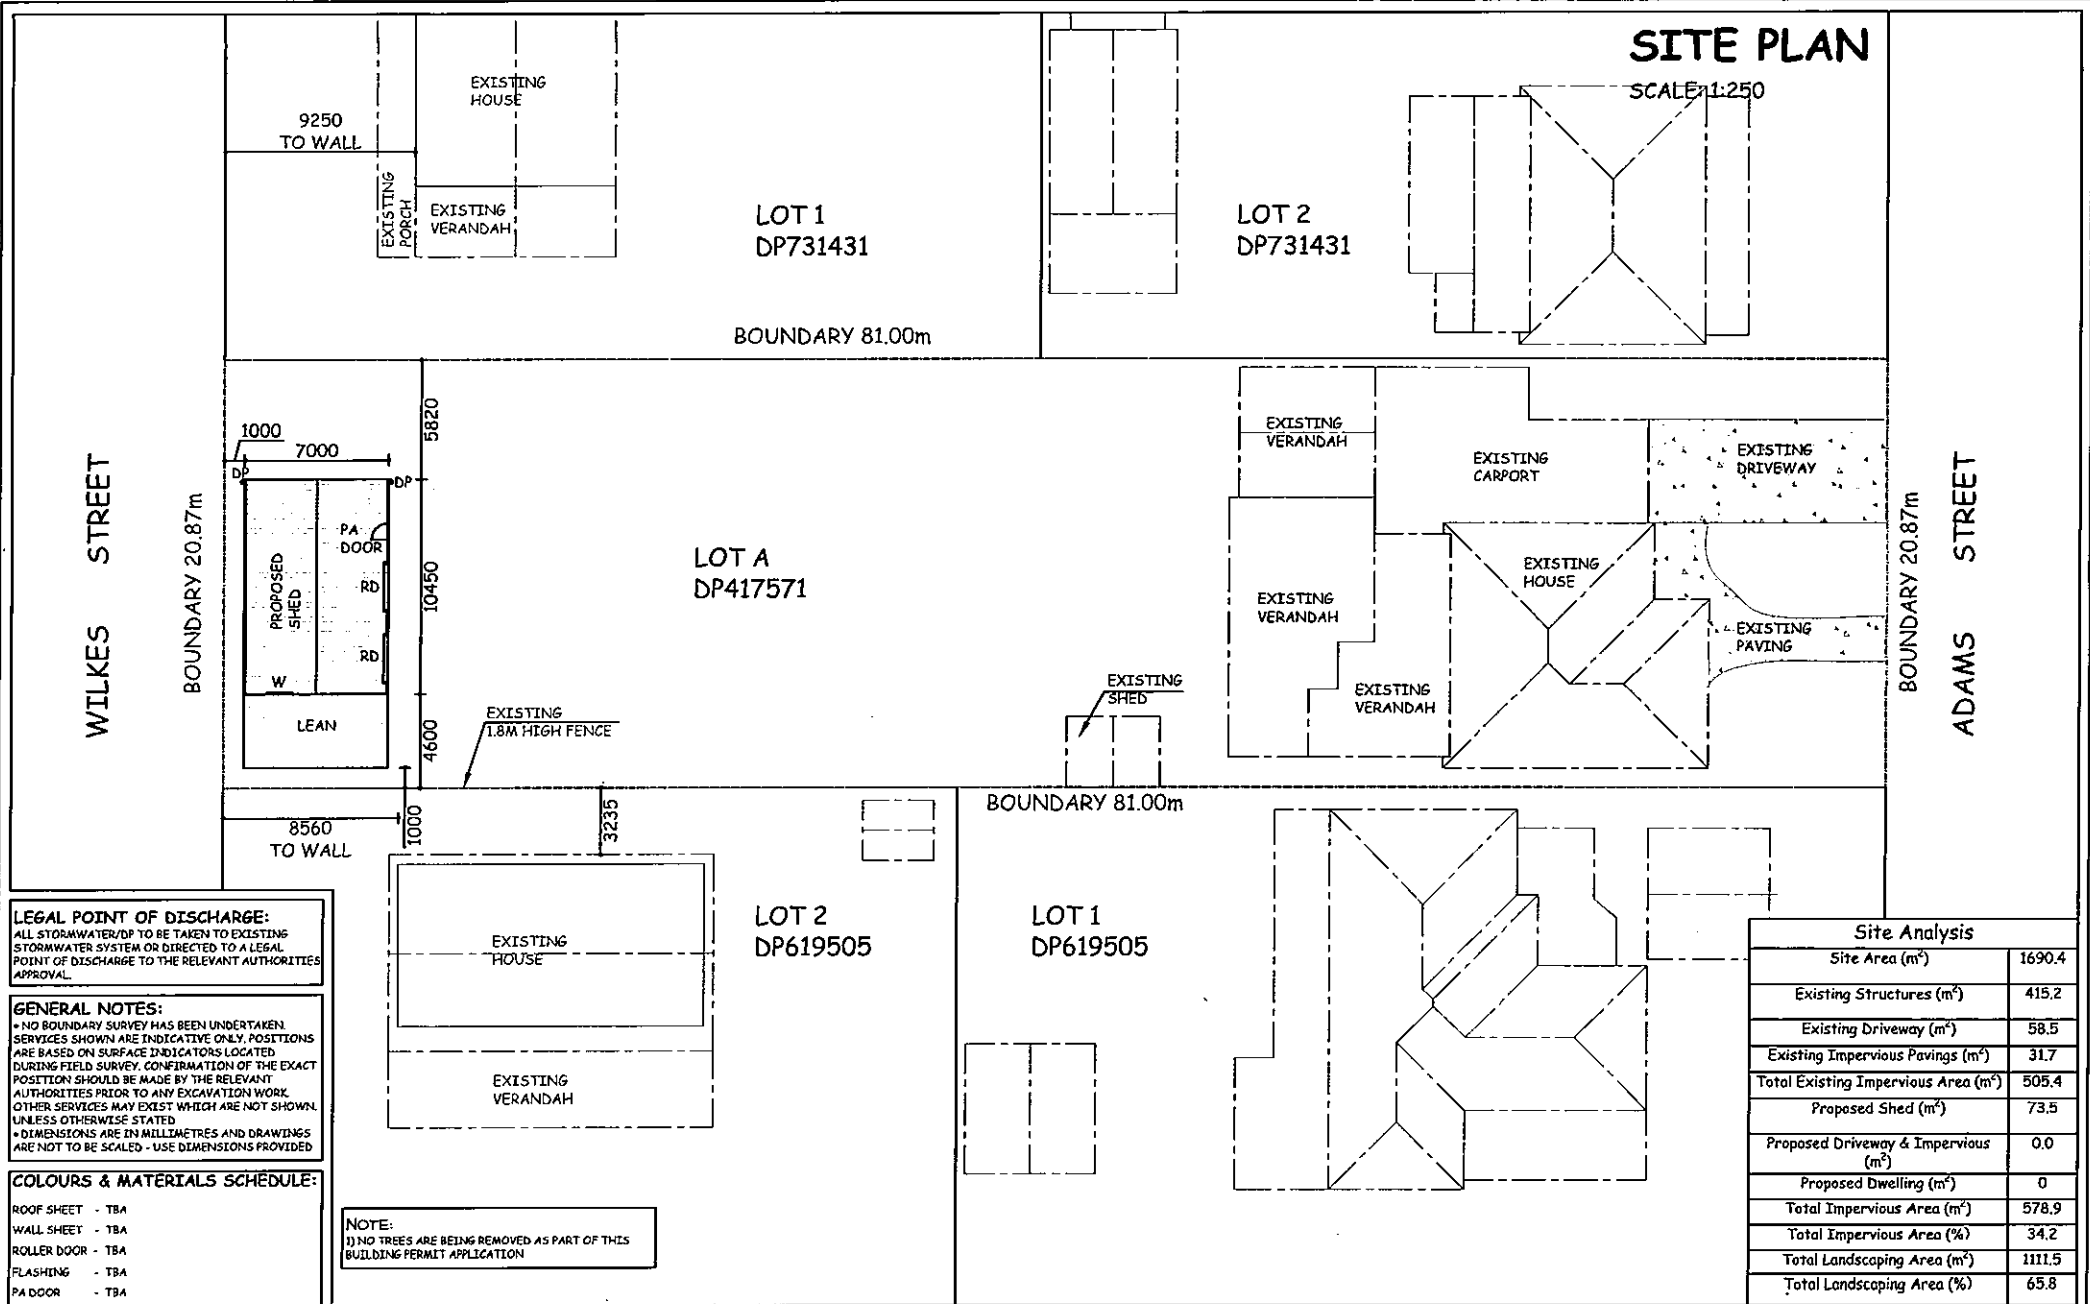 SITE PLAN
SCALE 1:250
EXISTING
HOUSE
9250
TO WALL
EXISTING
PORCH
EXISTING
VERANDAH
LOT 1
DP731431
LOT 2
DP731431
BOUNDARY 81.00m
WILKES STREET
BOUNDARY 20.87m
1000
7000
5820
DP
DP
PA
DOOR
PROPOSED
SHED
RD
RD
10450
W
LEAN
4600
LOT A
DP417571
EXISTING
1.8M HIGH FENCE
EXISTING
SHED
EXISTING
VERANDAH
EXISTING
CARPORT
EXISTING
DRIVEWAY
EXISTING
HOUSE
EXISTING
VERANDAH
EXISTING
PAVING
EXISTING
VERANDAH
BOUNDARY 20.87m
ADAMS STREET
8560
TO WALL
1000
3235
BOUNDARY 81.00m
EXISTING
HOUSE
EXISTING
VERANDAH
LOT 2
DP619505
LOT 1
DP619505
LEGAL POINT OF DISCHARGE:
ALL STORMWATER/DP TO BE TAKEN TO EXISTING
STORMWATER SYSTEM OR DIRECTED TO A LEGAL
POINT OF DISCHARGE TO THE RELEVANT AUTHORITIES
APPROVAL.
GENERAL NOTES:
• NO BOUNDARY SURVEY HAS BEEN UNDERTAKEN.
SERVICES SHOWN ARE INDICATIVE ONLY. POSITIONS
ARE BASED ON SURFACE INDICATORS LOCATED
DURING FIELD SURVEY. CONFIRMATION OF THE EXACT
POSITION SHOULD BE MADE BY THE RELEVANT
AUTHORITIES PRIOR TO ANY EXCAVATION WORK.
OTHER SERVICES MAY EXIST WHICH ARE NOT SHOWN.
UNLESS OTHERWISE STATED
• DIMENSIONS ARE IN MILLIMETRES AND DRAWINGS
ARE NOT TO BE SCALED - USE DIMENSIONS PROVIDED
COLOURS & MATERIALS SCHEDULE:
ROOF SHEET - TBA
WALL SHEET - TBA
ROLLER DOOR - TBA
FLASHING - TBA
PA DOOR - TBA
NOTE:
1) NO TREES ARE BEING REMOVED AS PART OF THIS
BUILDING PERMIT APPLICATION
Site Analysis
Site Area (m²) 1690.4
Existing Structures (m²) 415.2
Existing Driveway (m²) 58.5
Existing Impervious Pavings (m²) 31.7
Total Existing Impervious Area (m²) 505.4
Proposed Shed (m²) 73.5
Proposed Driveway & Impervious (m²) 0.0
Proposed Dwelling (m²) 0
Total Impervious Area (m²) 578.9
Total Impervious Area (%) 34.2
Total Landscaping Area (m²) 1111.5
Total Landscaping Area (%) 65.8